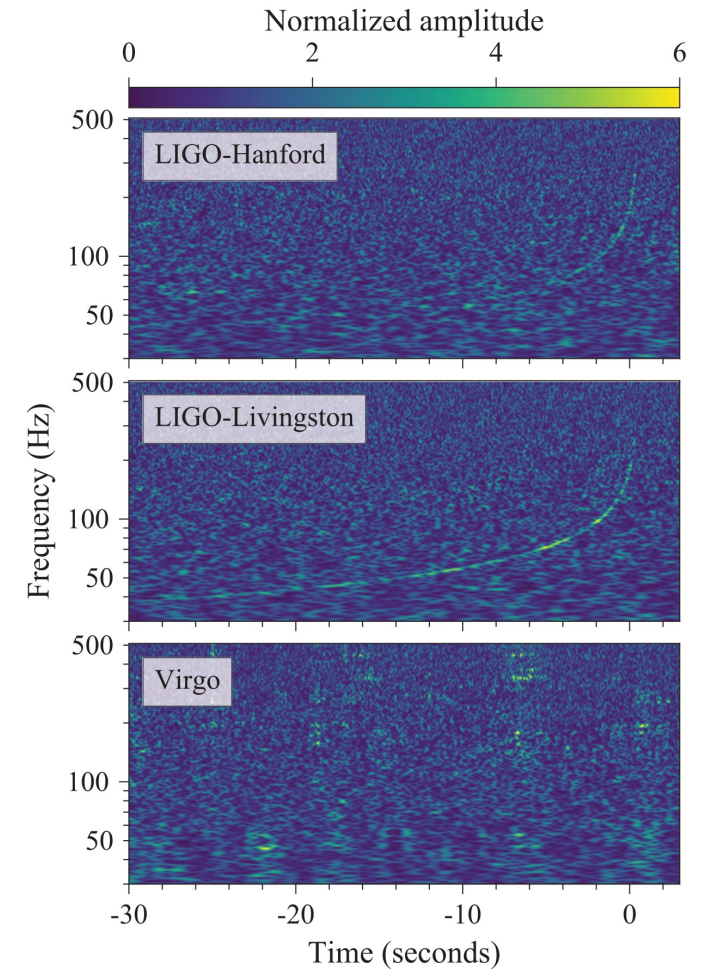 Normalized amplitude
0 2 4 6
500
LIGO-Hanford
100
50
500
LIGO-Livingston
100
50
Frequency (Hz)
500
Virgo
100
50
-30 -20 -10 0
Time (seconds)